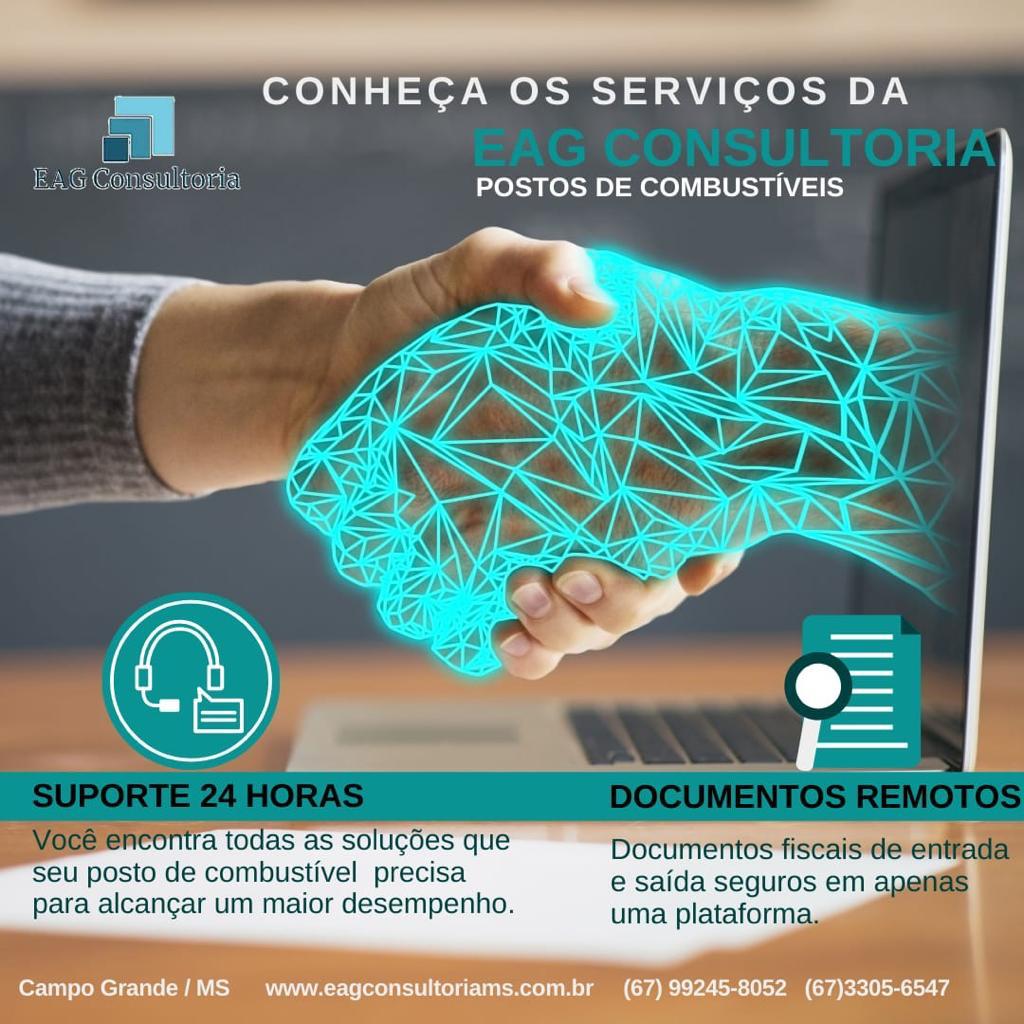 CONHEÇA OS SERVIÇOS DA
EAG CONSULTORIA
POSTOS DE COMBUSTÍVEIS
EAG Consultoria
SUPORTE 24 HORAS
Você encontra todas as soluções que
seu posto de combustível precisa
para alcançar um maior desempenho.
DOCUMENTOS REMOTOS
Documentos fiscais de entrada
e saída seguros em apenas
uma plataforma.
Campo Grande / MS www.eagconsultoriams.com.br (67) 99245-8052 (67)3305-6547